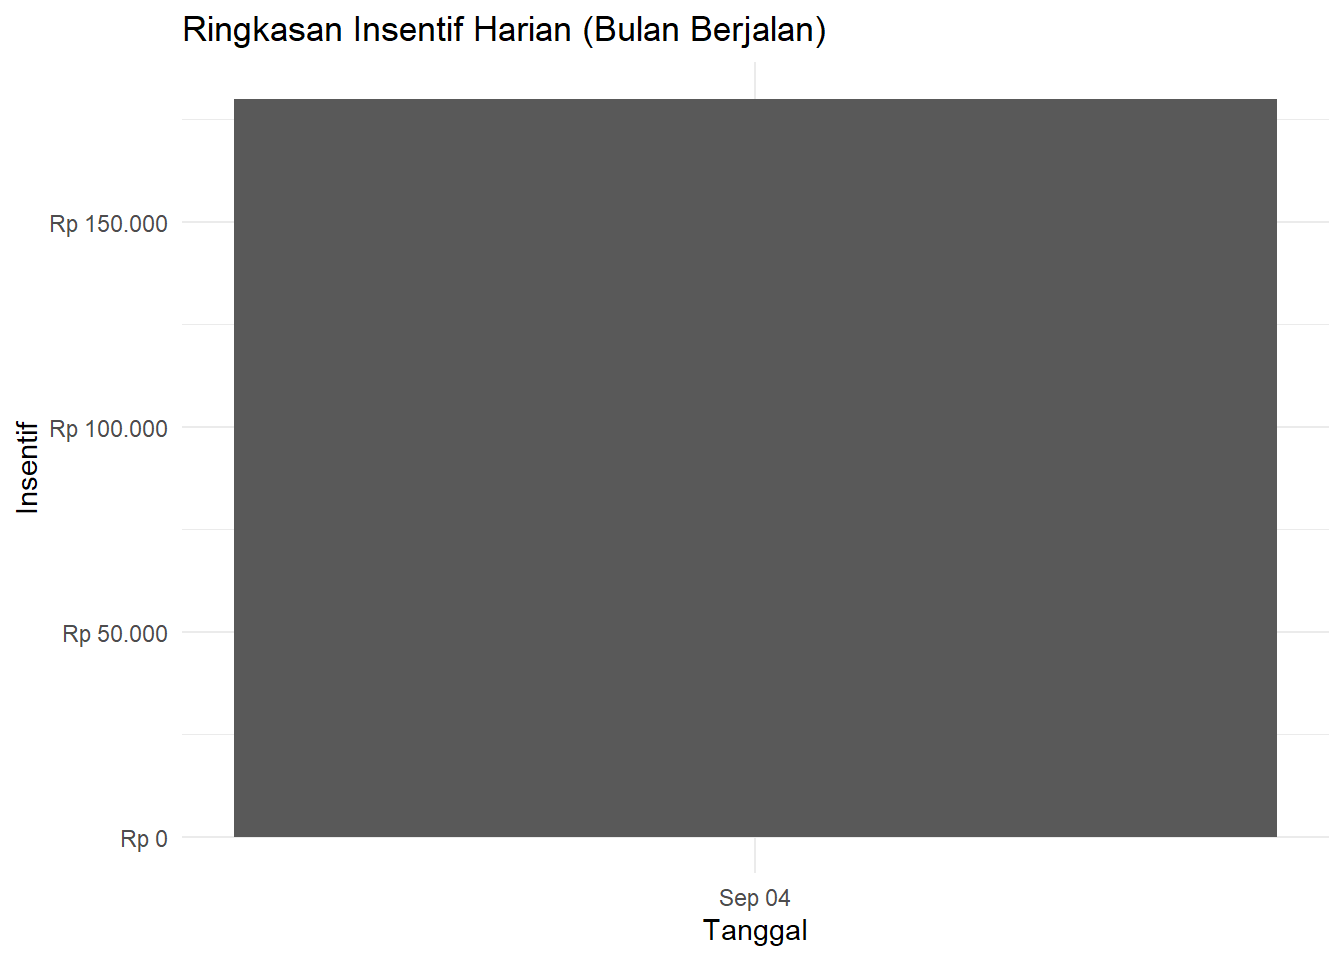 Ringkasan Insentif Harian (Bulan Berjalan)
Insentif
Rp 150.000
Rp 100.000
Rp 50.000
Rp 0
Sep 04
Tanggal